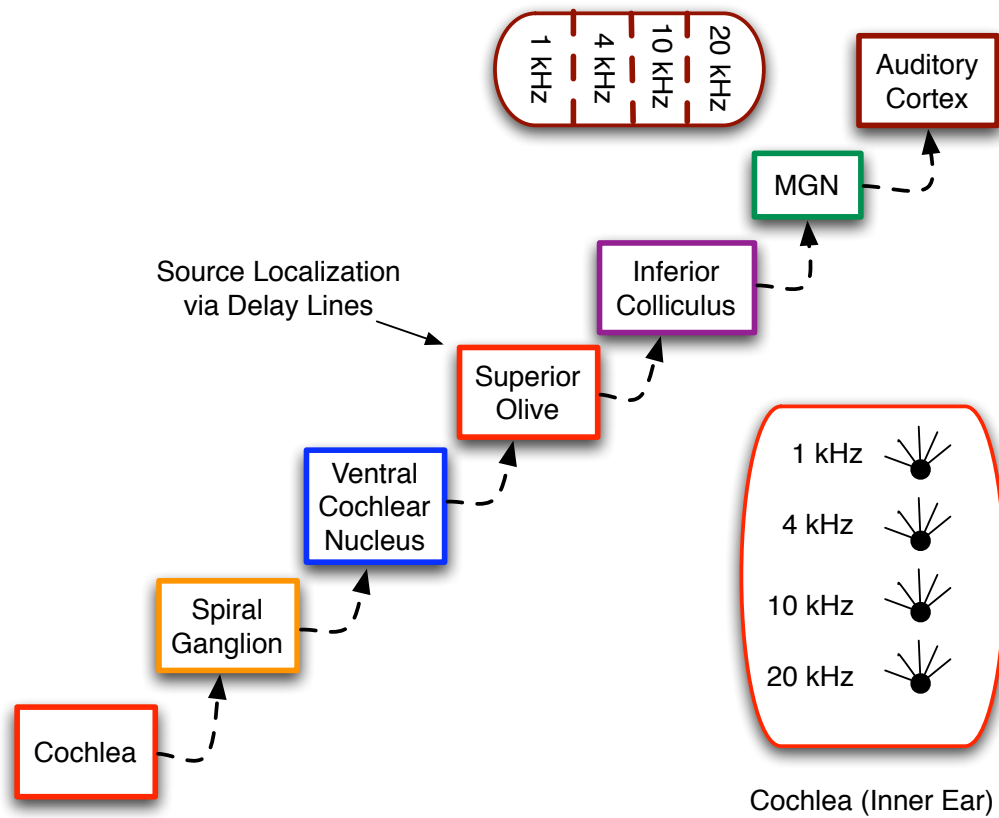 1 kHz
4 kHz
10 kHz
20 kHz
Auditory
Cortex
MGN
Inferior
Colliculus
Source Localization
via Delay Lines
Superior
Olive
Ventral
Cochlear
Nucleus
Spiral
Ganglion
Cochlea
1 kHz
4 kHz
10 kHz
20 kHz
Cochlea (Inner Ear)